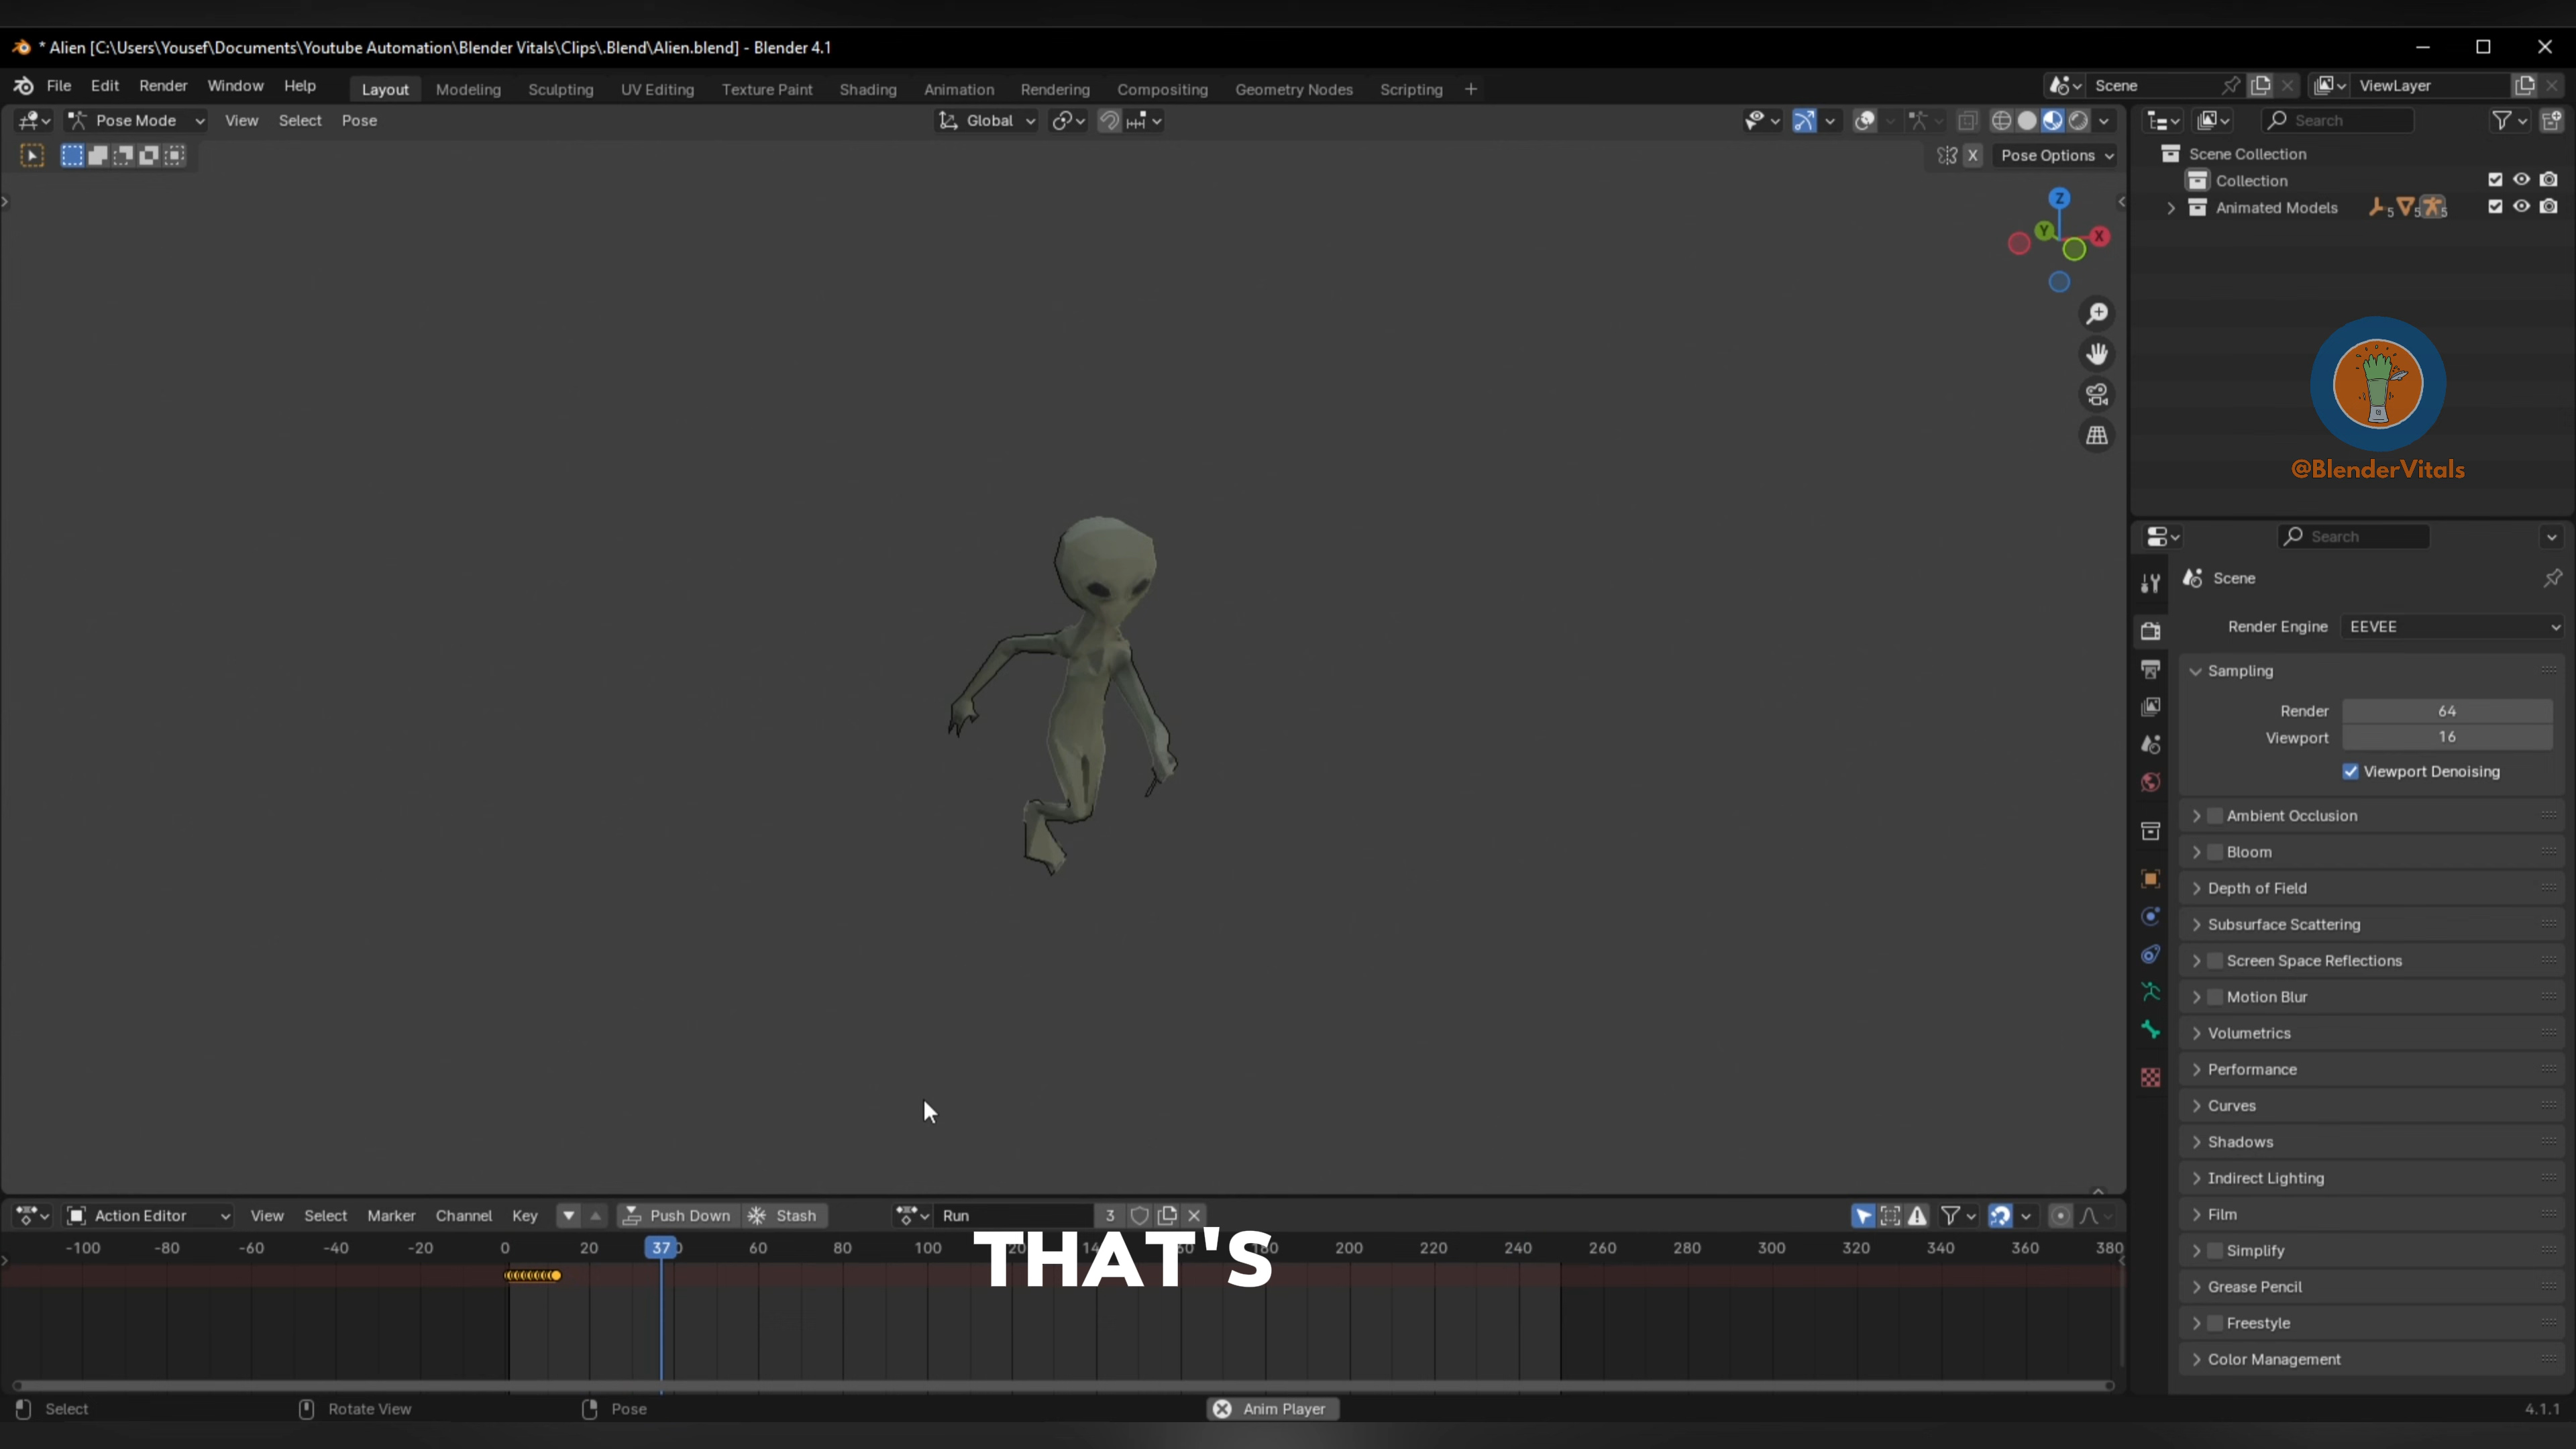 * Alien [C:\Users\Yousef\Documents\Youtube Automation\Blender Vitals\Clips\.Blend\Alien.blend] - Blender 4.1
File Edit Render Window Help Layout Modeling Sculpting UV Editing Texture Paint Shading Animation Rendering Compositing Geometry Nodes Scripting + Scene ViewLayer
Pose Mode View Select Pose Global Search
X Pose Options
Scene Collection
Collection
Animated Models 5 5 5
Z
Y X
@BlenderVitals
Search
Scene
Render Engine EEVEE
Sampling
Render 64
Viewport 16
Viewport Denoising
Ambient Occlusion
Bloom
Depth of Field
Subsurface Scattering
Screen Space Reflections
Motion Blur
Volumetrics
Performance
Curves
Shadows
Indirect Lighting
Film
Simplify
Grease Pencil
Freestyle
Color Management
Action Editor View Select Marker Channel Key Push Down Stash Run 3
-100 -80 -60 -40 -20 0 20 37 60 80 100 200 220 240 260 280 300 320 340 360 380
THAT'S
Select Rotate View Pose Anim Player 4.1.1